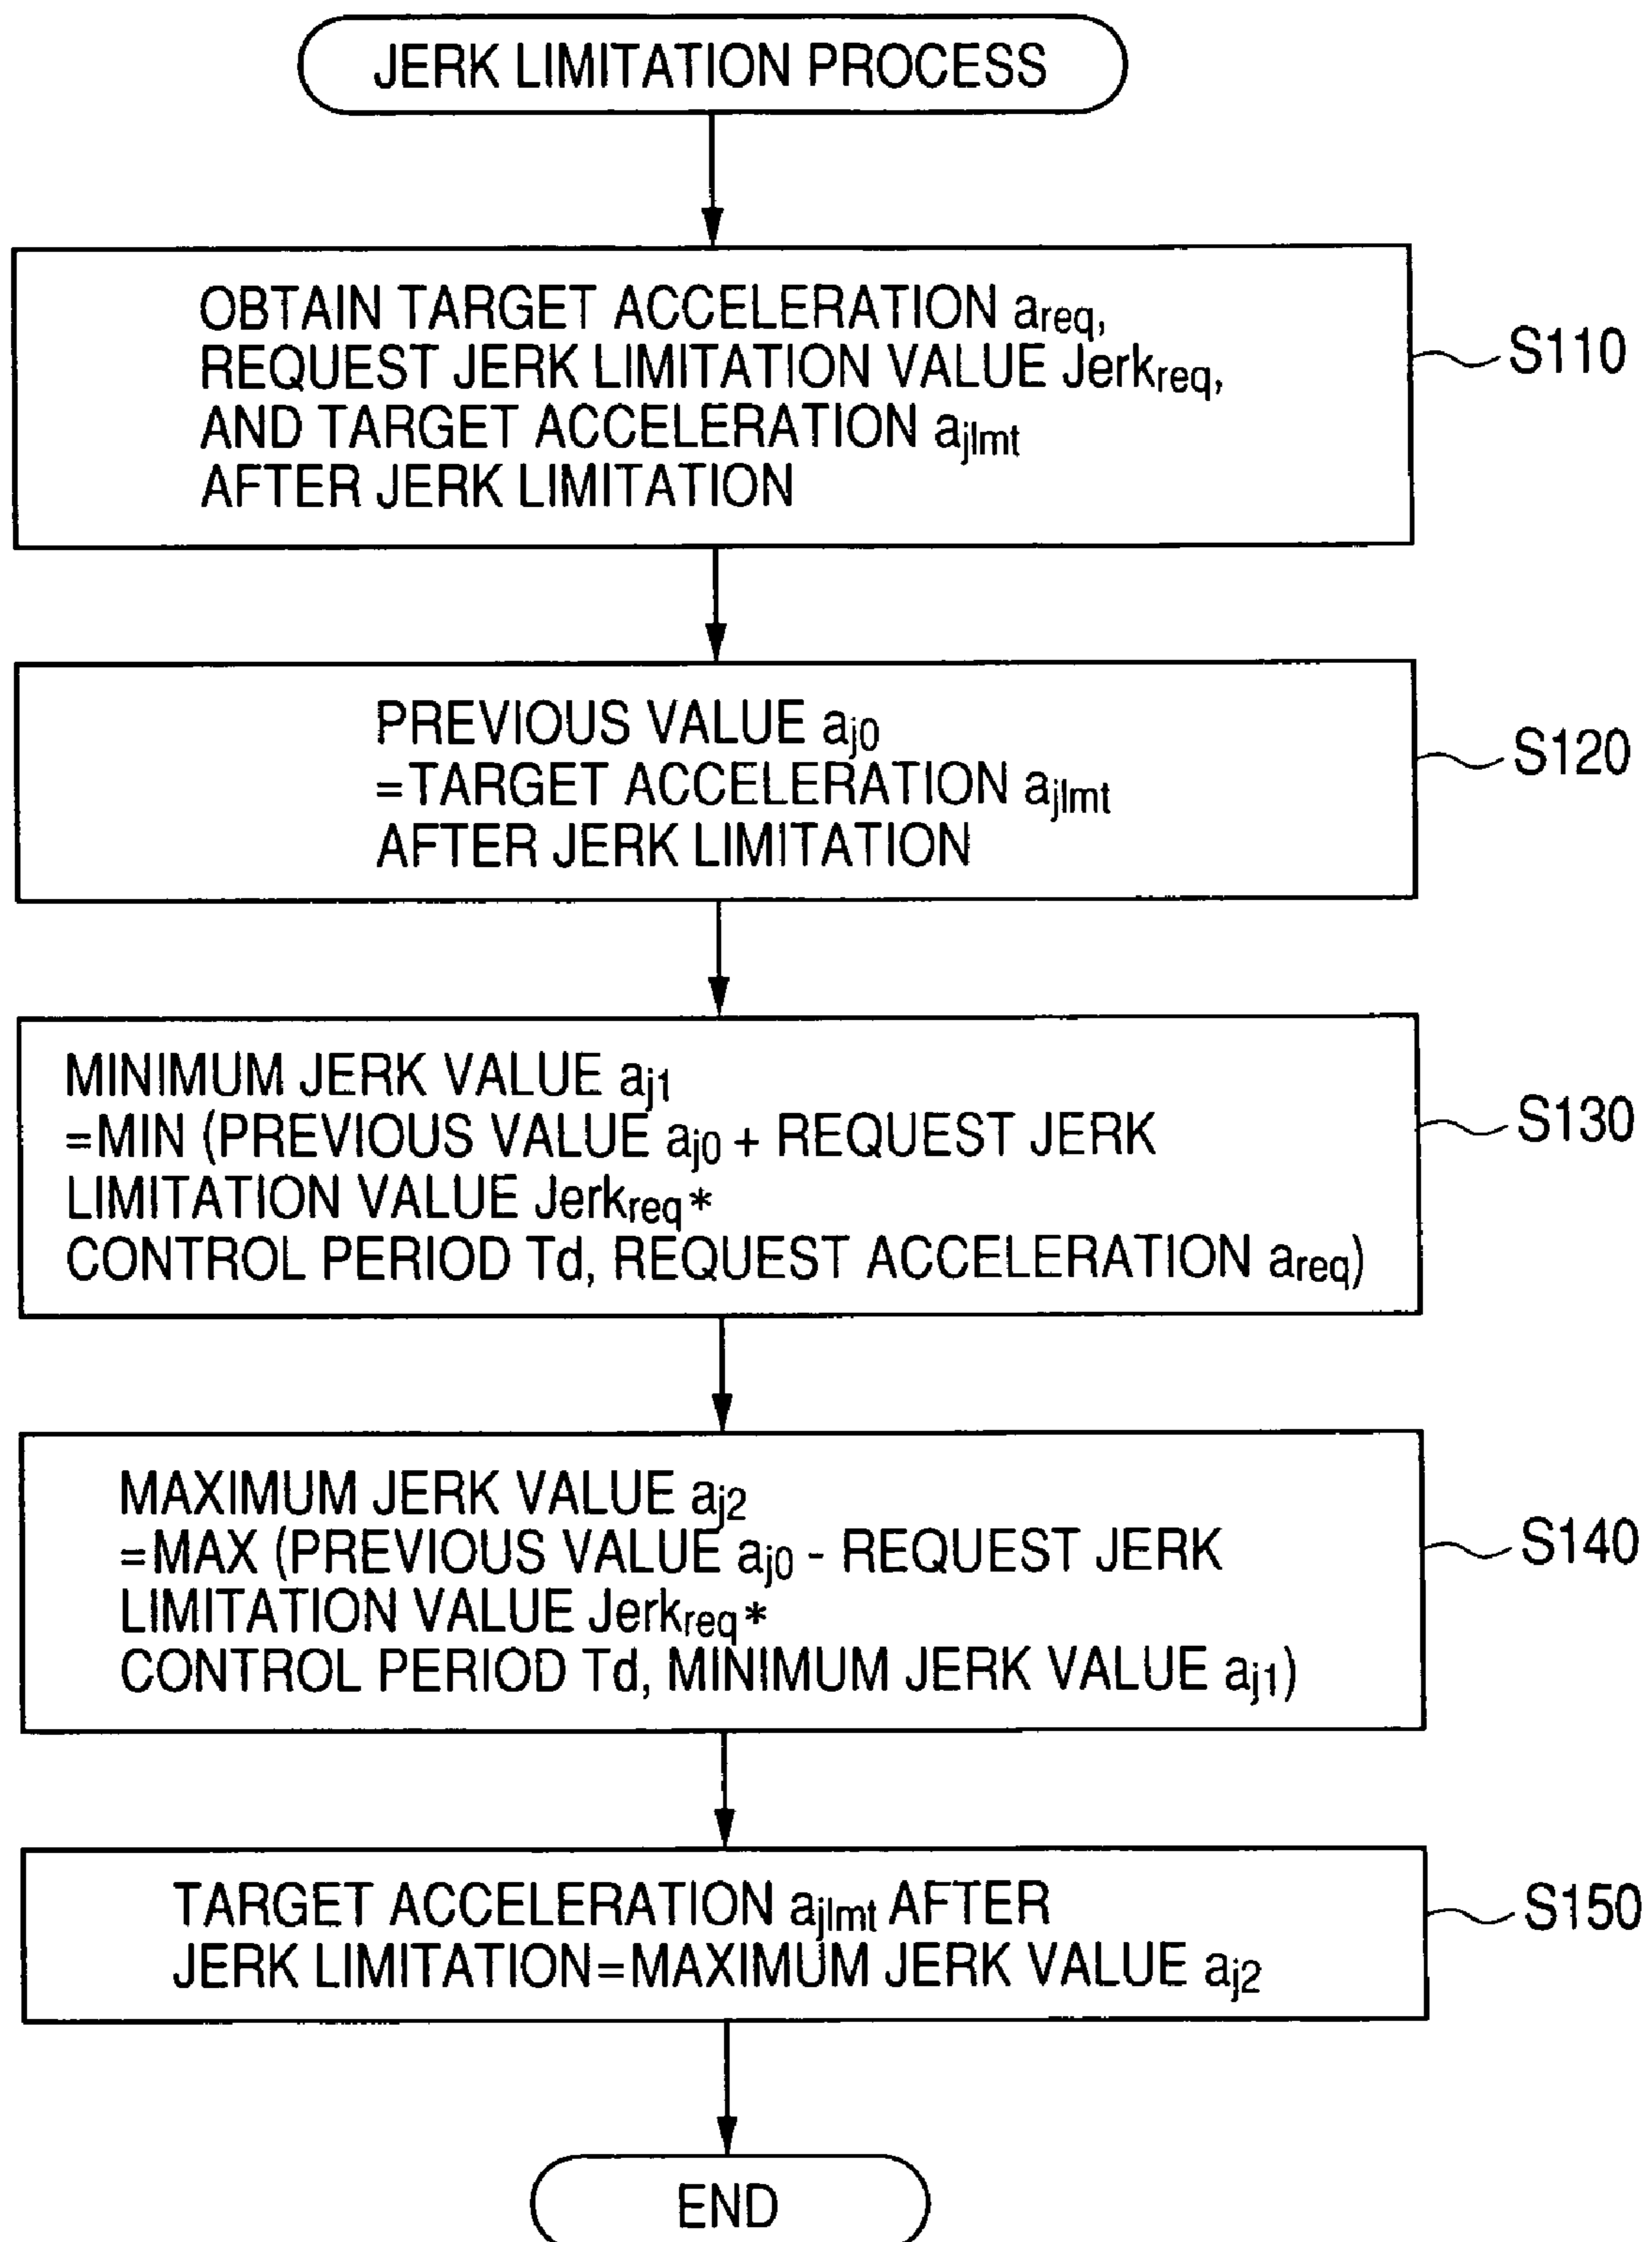 JERK LIMITATION PROCESS
OBTAIN TARGET ACCELERATION areq,
REQUEST JERK LIMITATION VALUE Jerkreq,
AND TARGET ACCELERATION ajlmt
AFTER JERK LIMITATION
S110
PREVIOUS VALUE aj0
=TARGET ACCELERATION ajlmt
AFTER JERK LIMITATION
S120
MINIMUM JERK VALUE aj1
=MIN (PREVIOUS VALUE aj0 + REQUEST JERK
LIMITATION VALUE Jerkreq*
CONTROL PERIOD Td, REQUEST ACCELERATION areq)
S130
MAXIMUM JERK VALUE aj2
=MAX (PREVIOUS VALUE aj0 - REQUEST JERK
LIMITATION VALUE Jerkreq*
CONTROL PERIOD Td, MINIMUM JERK VALUE aj1)
S140
TARGET ACCELERATION ajlmt AFTER
JERK LIMITATION=MAXIMUM JERK VALUE aj2
S150
END